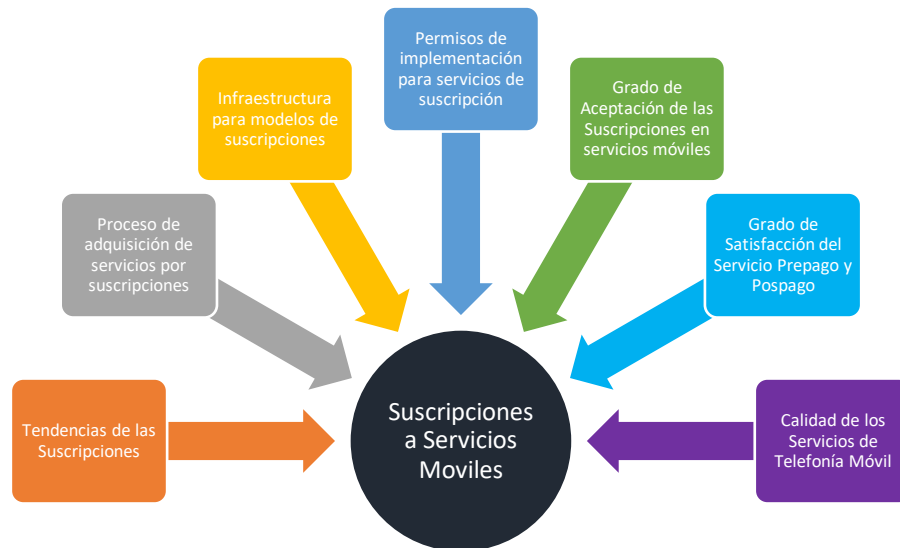 Permisos de
implementación
para servicios de
suscripción
Infraestructura
para modelos de
suscripciones
Grado de
Aceptación de las
Suscripciones en
servicios móviles
Proceso de
adquisición de
servicios por
suscripciones
Grado de
Satisfacción del
Servicio Prepago y
Pospago
Tendencias de las
Suscripciones
Suscripciones
a Servicios
Moviles
Calidad de los
Servicios de
Telefonía Móvil